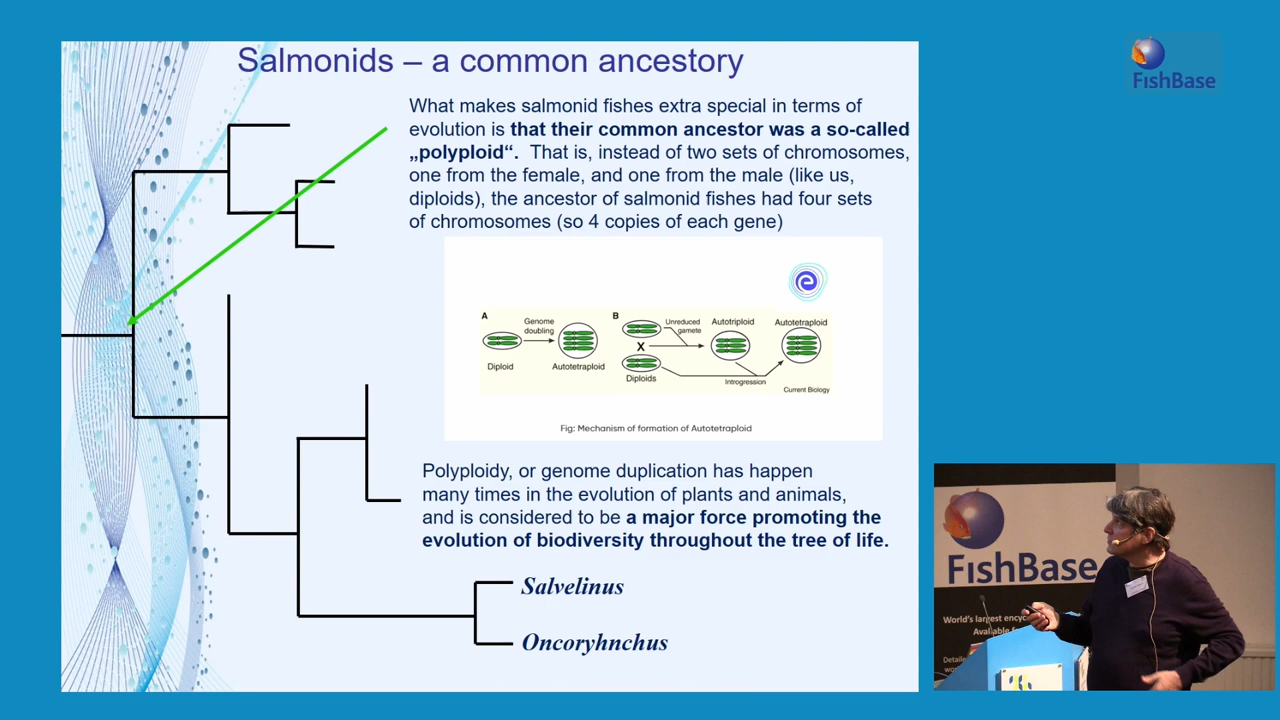 Salmonids – a common ancestory
What makes salmonid fishes extra special in terms of
evolution is that their common ancestor was a so-called
„polyploid“. That is, instead of two sets of chromosomes,
one from the female, and one from the male (like us,
diploids), the ancestor of salmonid fishes had four sets
of chromosomes (so 4 copies of each gene)
A
Genome
doubling
Diploid
Autotetraploid
B
Unreduced
gamete
X
Diploids
Autotriploid
Introgression
Autotetraploid
Current Biology
Fig: Mechanism of formation of Autotetraploid
Polyploidy, or genome duplication has happen
many times in the evolution of plants and animals,
and is considered to be a major force promoting the
evolution of biodiversity throughout the tree of life.
Salvelinus
Oncoryhnchus
FishBase
FishBase
World's largest
Available